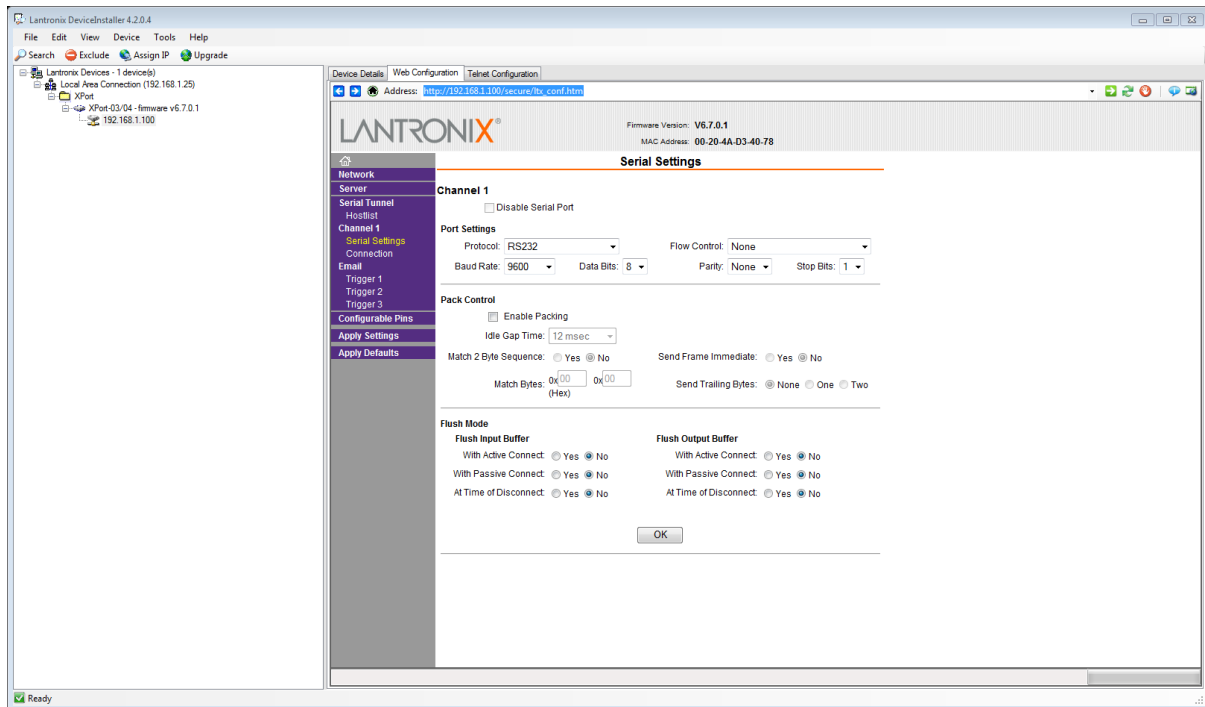 Lantronix DeviceInstaller 4.2.0.4
File Edit View Device Tools Help
Search Exclude Assign IP Upgrade
Lantronix Devices - 1 device(s)
Local Area Connection (192.168.1.25)
XPort
XPort-03/04 - firmware v6.7.0.1
192.168.1.100
Device Details Web Configuration Telnet Configuration
Address: http://192.168.1.100/secure/ltx_conf.htm
LANTRONIX®
Firmware Version: V6.7.0.1
MAC Address: 00-20-4A-D3-40-78
Network
Server
Serial Tunnel
Hostlist
Channel 1
Serial Settings
Connection
Email
Trigger 1
Trigger 2
Trigger 3
Configurable Pins
Apply Settings
Apply Defaults
Serial Settings
Channel 1
Disable Serial Port
Port Settings
Protocol: RS232 Flow Control: None
Baud Rate: 9600 Data Bits: 8 Parity: None Stop Bits: 1
Pack Control
Enable Packing
Idle Gap Time: 12 msec
Match 2 Byte Sequence: Yes No Send Frame Immediate: Yes No
Match Bytes: 0x 00 0x 00 Send Trailing Bytes: None One Two
(Hex)
Flush Mode
Flush Input Buffer Flush Output Buffer
With Active Connect: Yes No With Active Connect: Yes No
With Passive Connect: Yes No With Passive Connect: Yes No
At Time of Disconnect: Yes No At Time of Disconnect: Yes No
OK
Ready